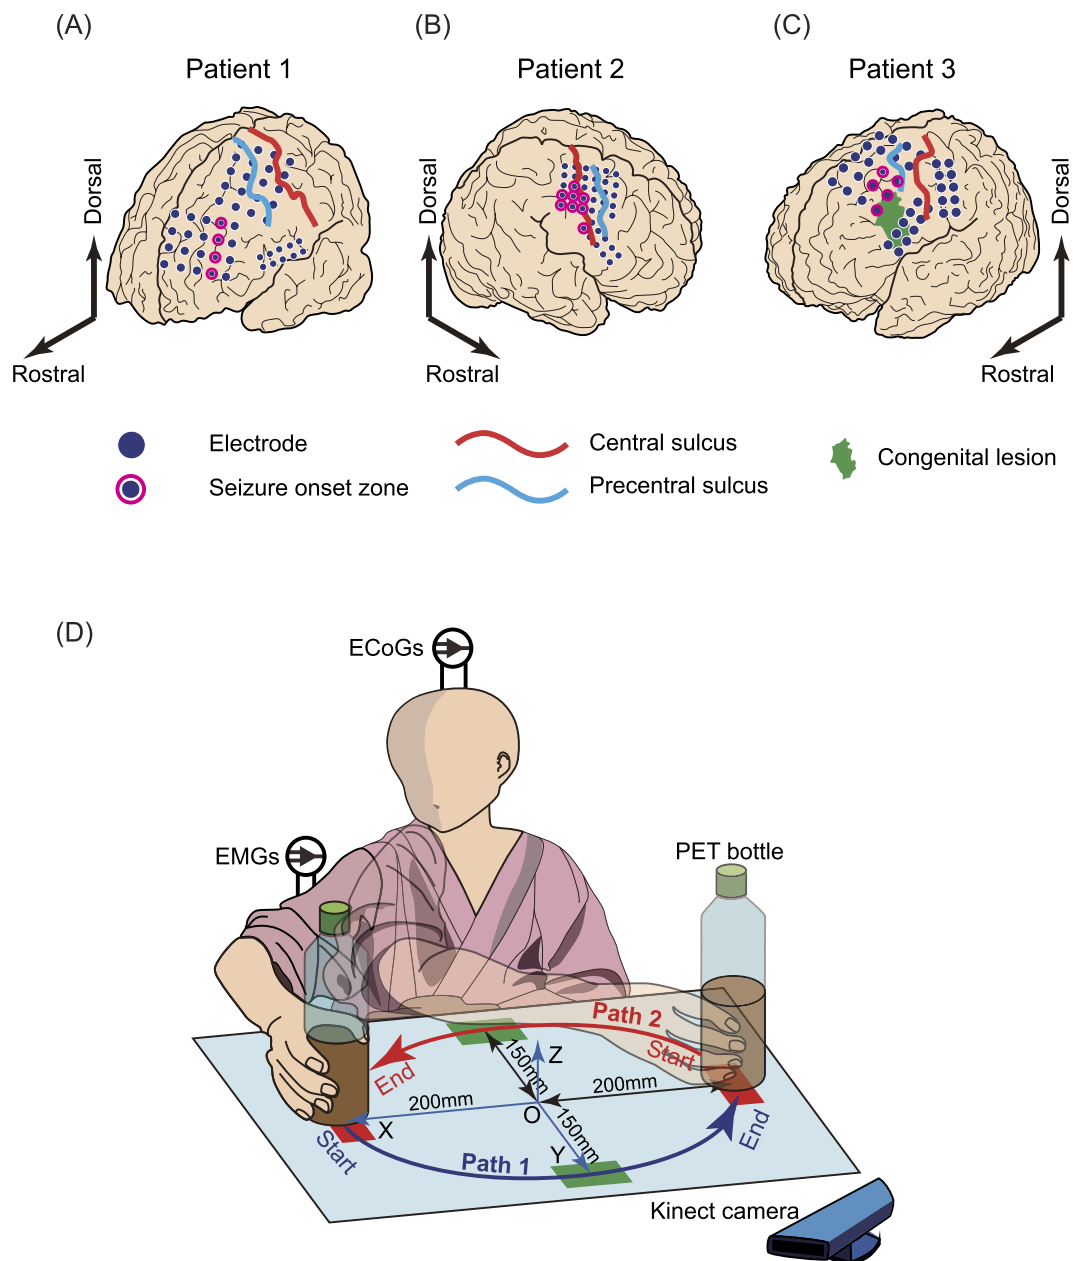 (A)
(B)
(C)
Patient 1
Patient 2
Patient 3
Dorsal
Dorsal
Dorsal
Rostral
Rostral
Rostral
Electrode
Central sulcus
Congenital lesion
Seizure onset zone
Precentral sulcus
(D)
ECoGs
EMGs
PET bottle
Path 2
Start
End
150mm
Z
200mm
200mm
O
X
150mm
Y
Start
End
Path 1
Kinect camera